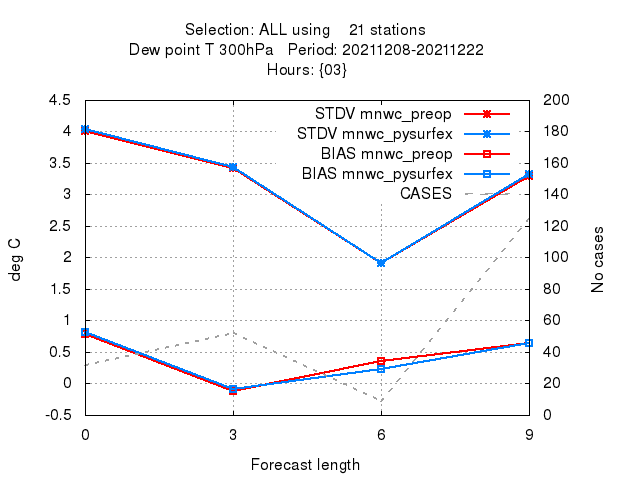 Selection: ALL using    21 stations
Dew point T 300hPa   Period: 20211208-20211222
Hours: {03}
4.5
4
3.5
3
2.5
2
1.5
1
0.5
0
-0.5
deg C
STDV mnwc_preop
STDV mnwc_pysurfex
BIAS mnwc_preop
BIAS mnwc_pysurfex
CASES
200
180
160
140
120
100
80
60
40
20
0
No cases
0 3 6 9
Forecast length